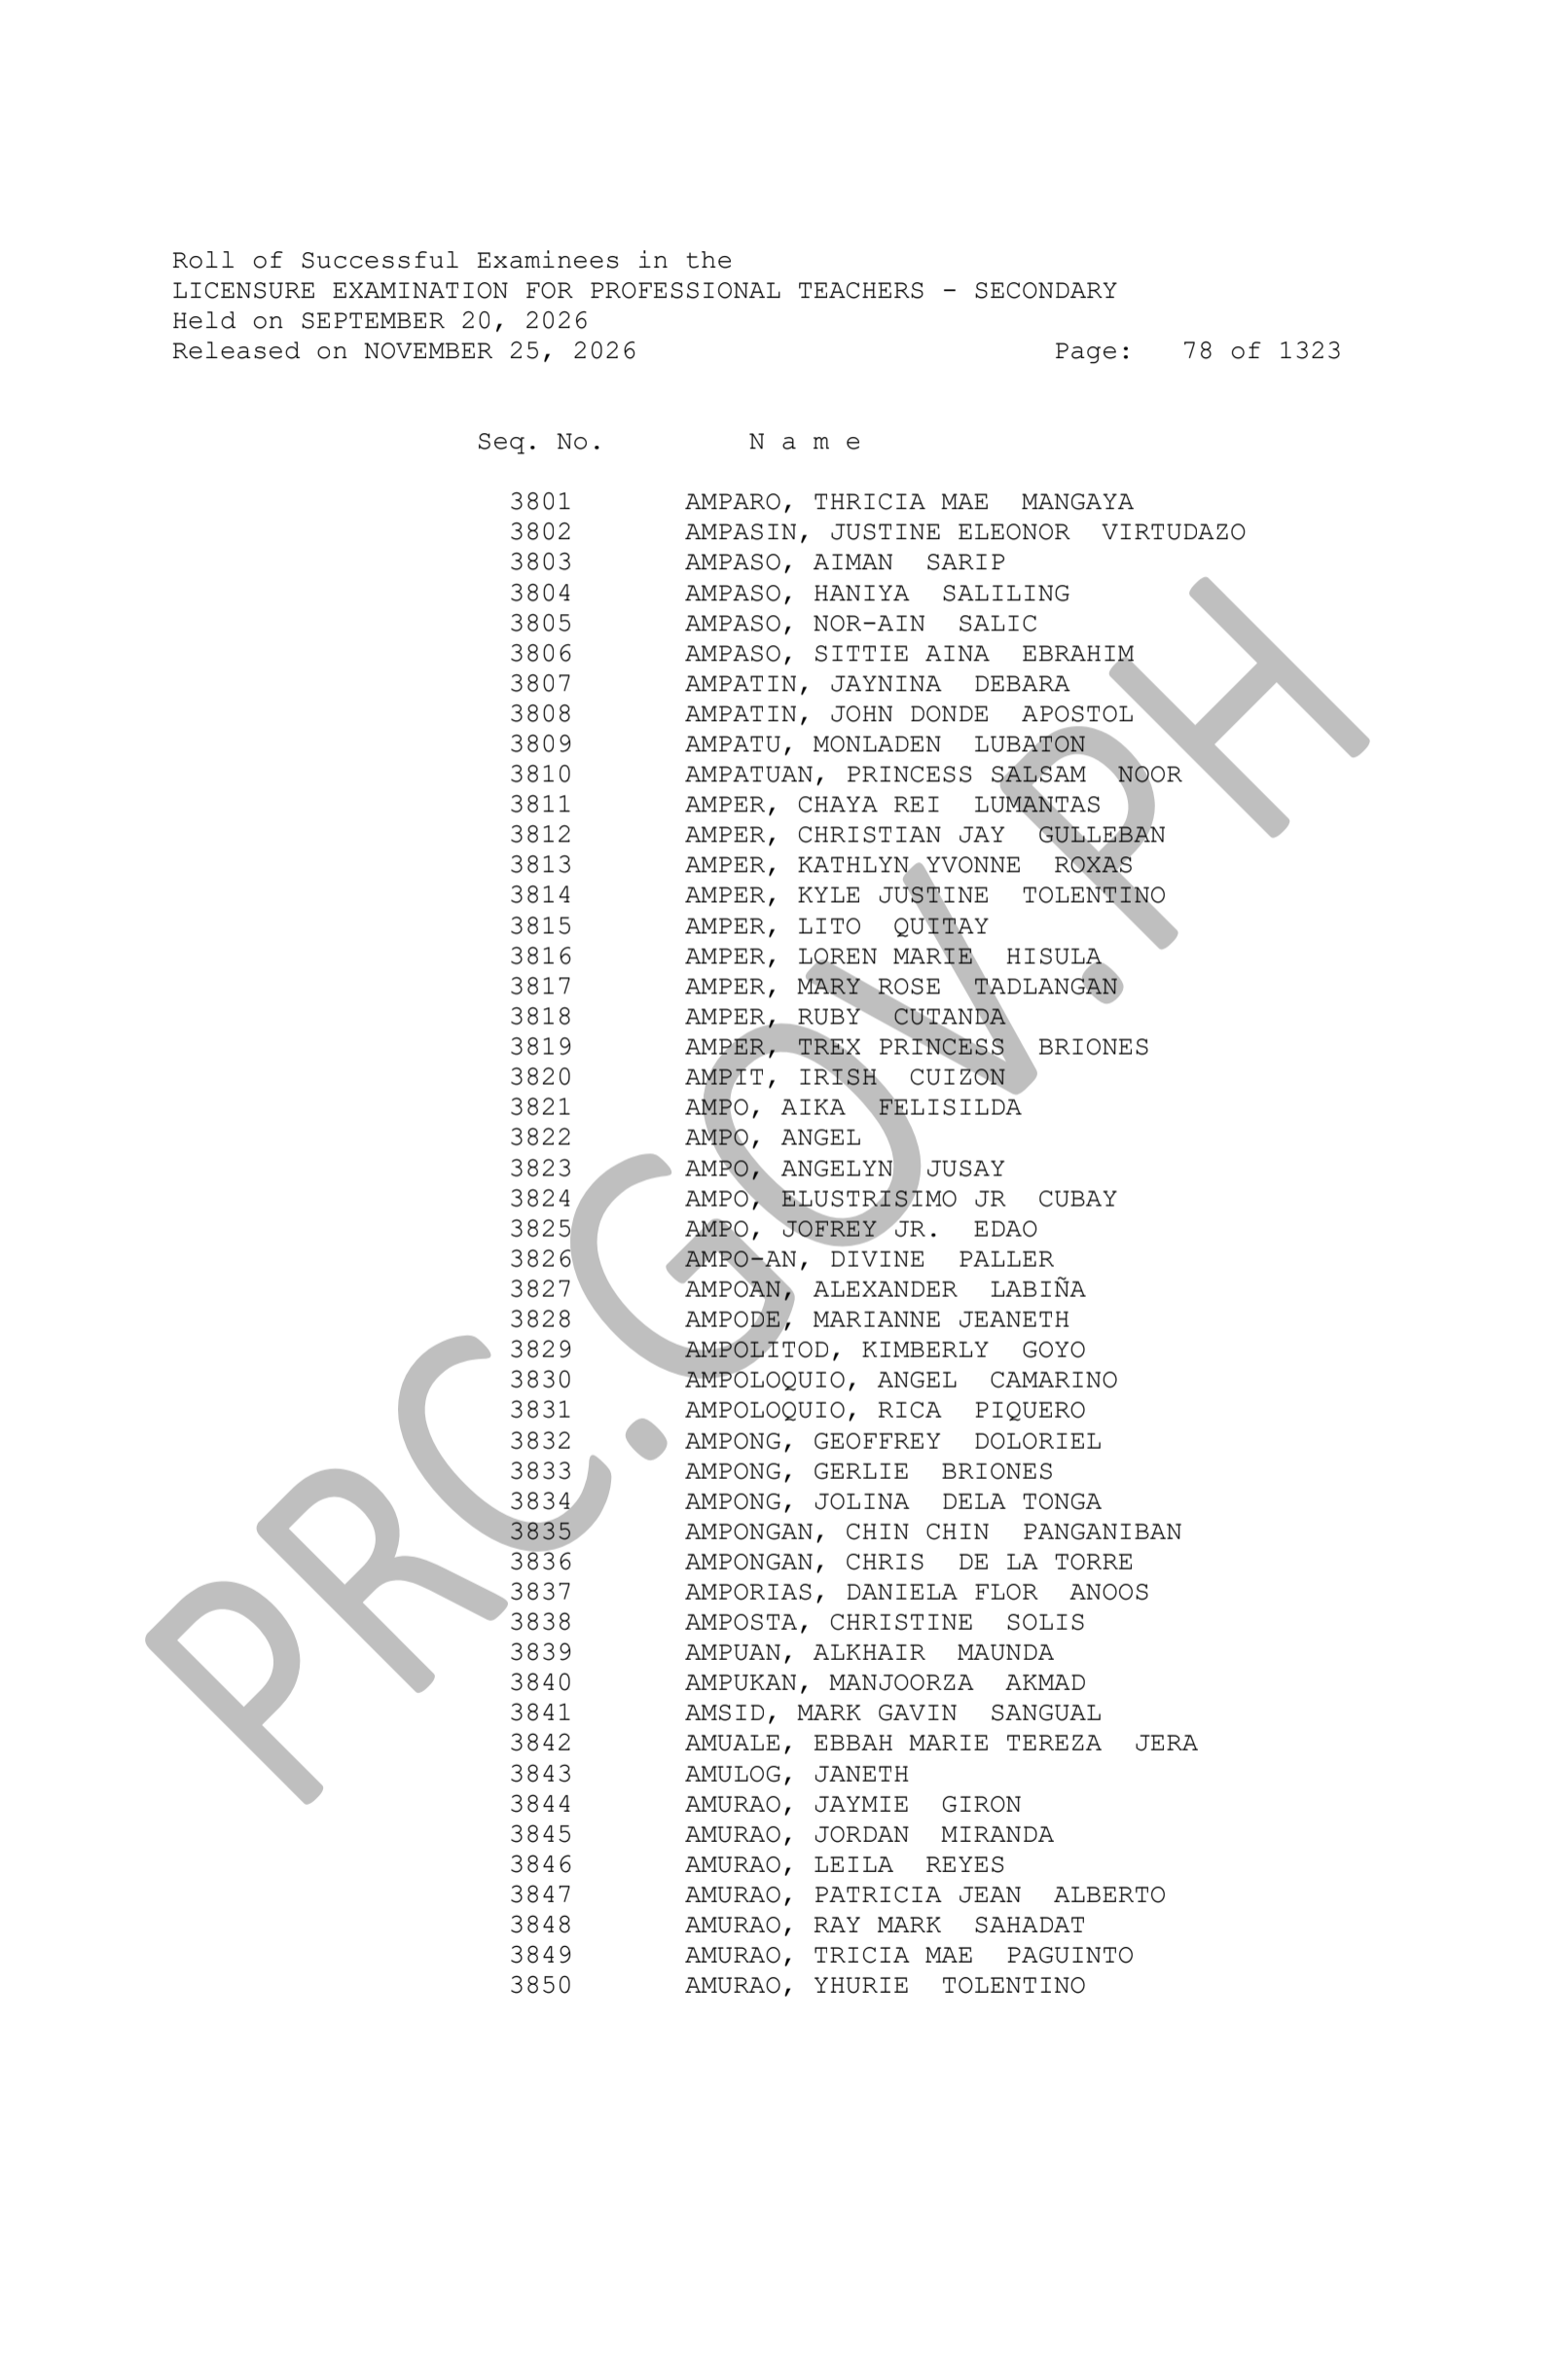 Roll of Successful Examinees in the
LICENSURE EXAMINATION FOR PROFESSIONAL TEACHERS - SECONDARY
Held on SEPTEMBER 20, 2026
Released on NOVEMBER 25, 2026 Page: 78 of 1323
Seq. No. N a m e
3801 AMPARO, THRICIA MAE MANGAYA
3802 AMPASIN, JUSTINE ELEONOR VIRTUDAZO
3803 AMPASO, AIMAN SARIP
3804 AMPASO, HANIYA SALILING
3805 AMPASO, NOR-AIN SALIC
3806 AMPASO, SITTIE AINA EBRAHIM
3807 AMPATIN, JAYNINA DEBARA
3808 AMPATIN, JOHN DONDE APOSTOL
3809 AMPATU, MONLADEN LUBATON
3810 AMPATUAN, PRINCESS SALSAM NOOR
3811 AMPER, CHAYA REI LUMANTAS
3812 AMPER, CHRISTIAN JAY GULLEBAN
3813 AMPER, KATHLYN YVONNE ROXAS
3814 AMPER, KYLE JUSTINE TOLENTINO
3815 AMPER, LITO QUITAY
3816 AMPER, LOREN MARIE HISULA
3817 AMPER, MARY ROSE TADLANGAN
3818 AMPER, RUBY CUTANDA
3819 AMPER, TREX PRINCESS BRIONES
3820 AMPIT, IRISH CUIZON
3821 AMPO, AIKA FELISILDA
3822 AMPO, ANGEL
3823 AMPO, ANGELYN JUSAY
3824 AMPO, ELUSTRISIMO JR CUBAY
3825 AMPO, JOFREY JR. EDAO
3826 AMPO-AN, DIVINE PALLER
3827 AMPOAN, ALEXANDER LABIÑA
3828 AMPODE, MARIANNE JEANETH
3829 AMPOLITOD, KIMBERLY GOYO
3830 AMPOLOQUIO, ANGEL CAMARINO
3831 AMPOLOQUIO, RICA PIQUERO
3832 AMPONG, GEOFFREY DOLORIEL
3833 AMPONG, GERLIE BRIONES
3834 AMPONG, JOLINA DELA TONGA
3835 AMPONGAN, CHIN CHIN PANGANIBAN
3836 AMPONGAN, CHRIS DE LA TORRE
3837 AMPORIAS, DANIELA FLOR ANOOS
3838 AMPOSTA, CHRISTINE SOLIS
3839 AMPUAN, ALKHAIR MAUNDA
3840 AMPUKAN, MANJOORZA AKMAD
3841 AMSID, MARK GAVIN SANGUAL
3842 AMUALE, EBBAH MARIE TEREZA JERA
3843 AMULOG, JANETH
3844 AMURAO, JAYMIE GIRON
3845 AMURAO, JORDAN MIRANDA
3846 AMURAO, LEILA REYES
3847 AMURAO, PATRICIA JEAN ALBERTO
3848 AMURAO, RAY MARK SAHADAT
3849 AMURAO, TRICIA MAE PAGUINTO
3850 AMURAO, YHURIE TOLENTINO
PRC.GOV.PH